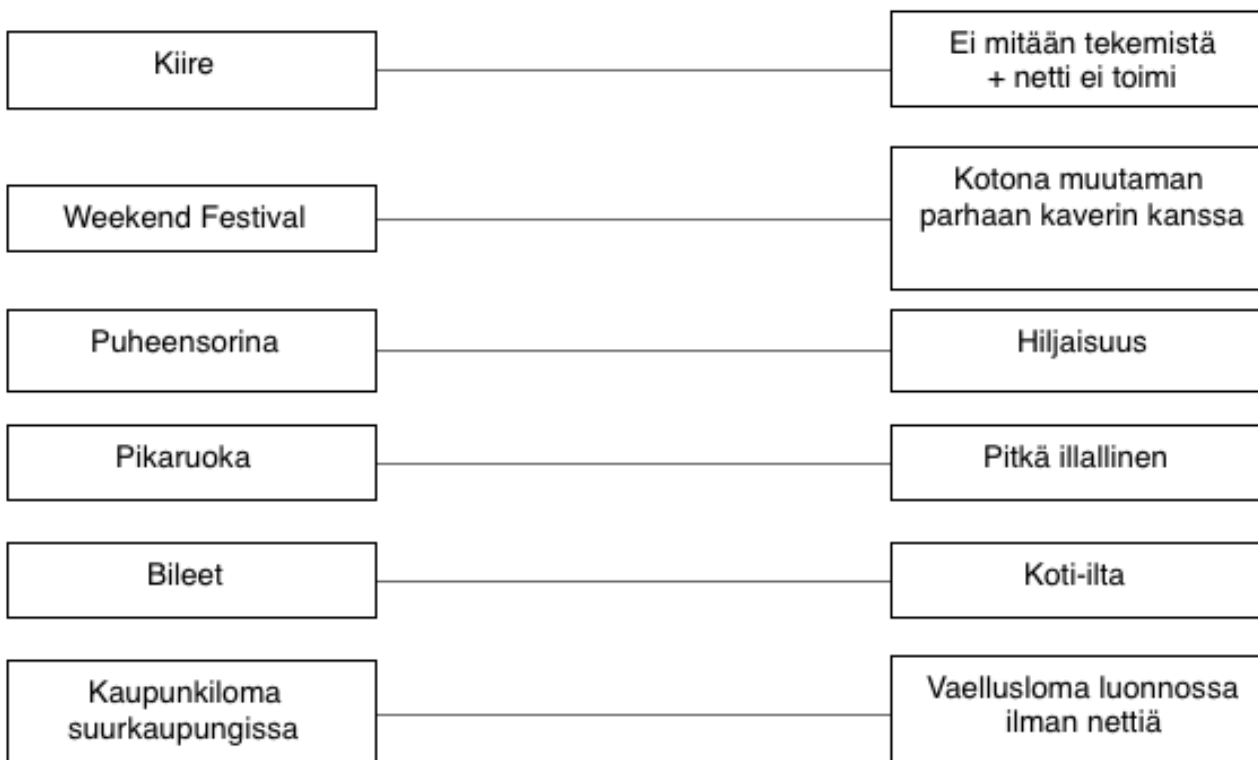 Kiire
Ei mitään tekemistä
+ netti ei toimi
Weekend Festival
Kotona muutaman
parhaan kaverin kanssa
Puheensorina
Hiljaisuus
Pikaruoka
Pitkä illallinen
Bileet
Koti-ilta
Kaupunkiloma
suurkaupungissa
Vaellusloma luonnossa
ilman nettiä